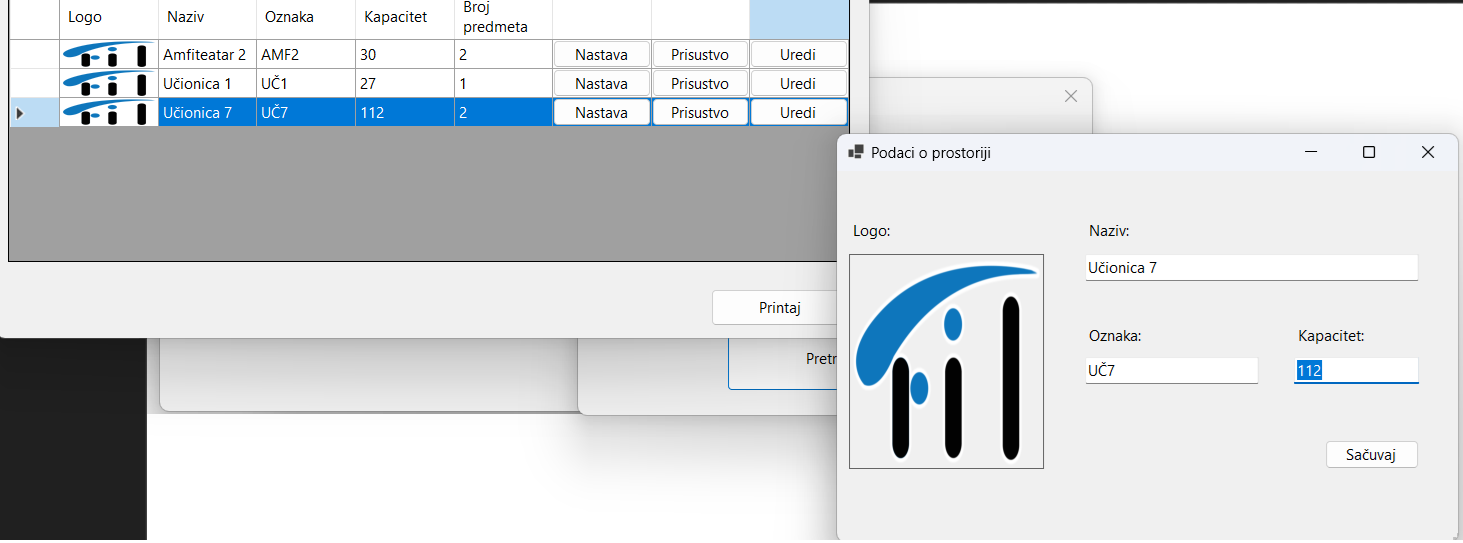 Logo Naziv Oznaka Kapacitet Broj predmeta
Amfiteatar 2 AMF2 30 2 Nastava Prisustvo Uredi
Učionica 1 UČ1 27 1 Nastava Prisustvo Uredi
Učionica 7 UČ7 112 2 Nastava Prisustvo Uredi
Printaj
Pretr
Podaci o prostoriji
Logo:
Naziv:
Učionica 7
Oznaka: Kapacitet:
UČ7 112
Sačuvaj